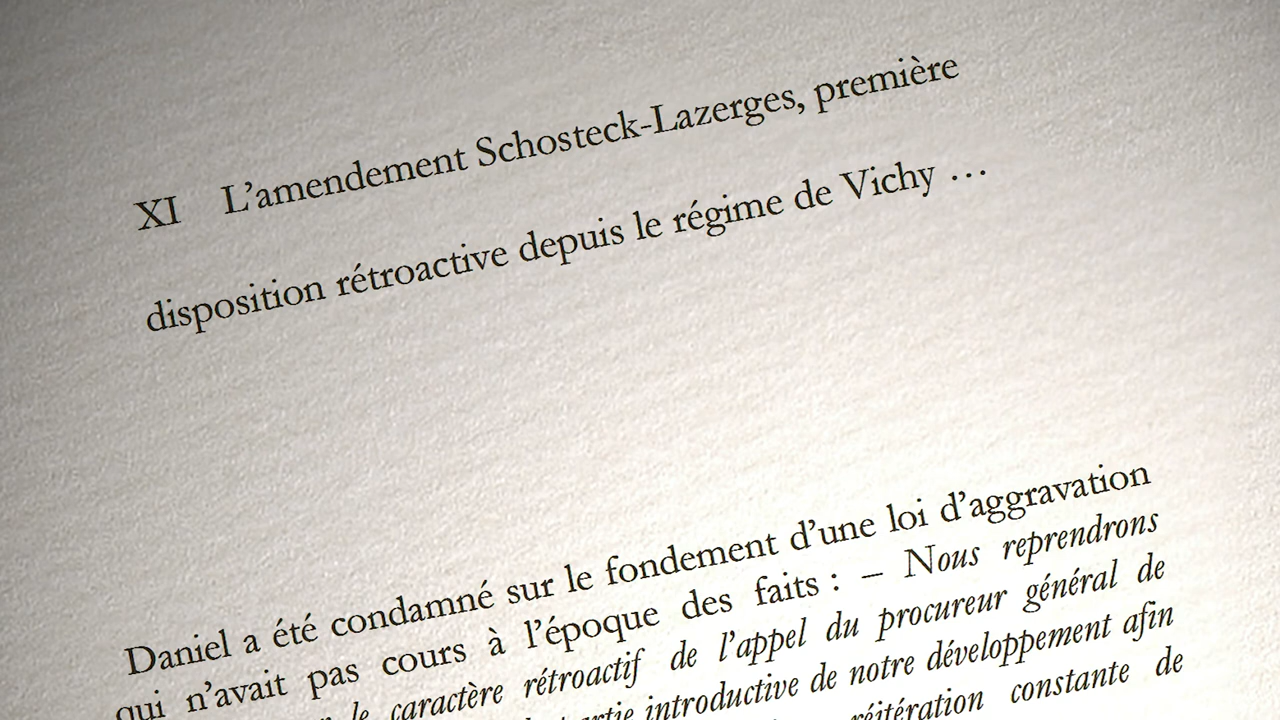 XI L’amendement Schosteck-Lazerges, première
disposition rétroactive depuis le régime de Vichy …
Daniel a été condamné sur le fondement d’une loi d’aggravation
qui n’avait pas cours à l’époque des faits : – Nous reprendrons
le caractère rétroactif de l’appel du procureur général de
introductive de notre développement afin
réitération constante de